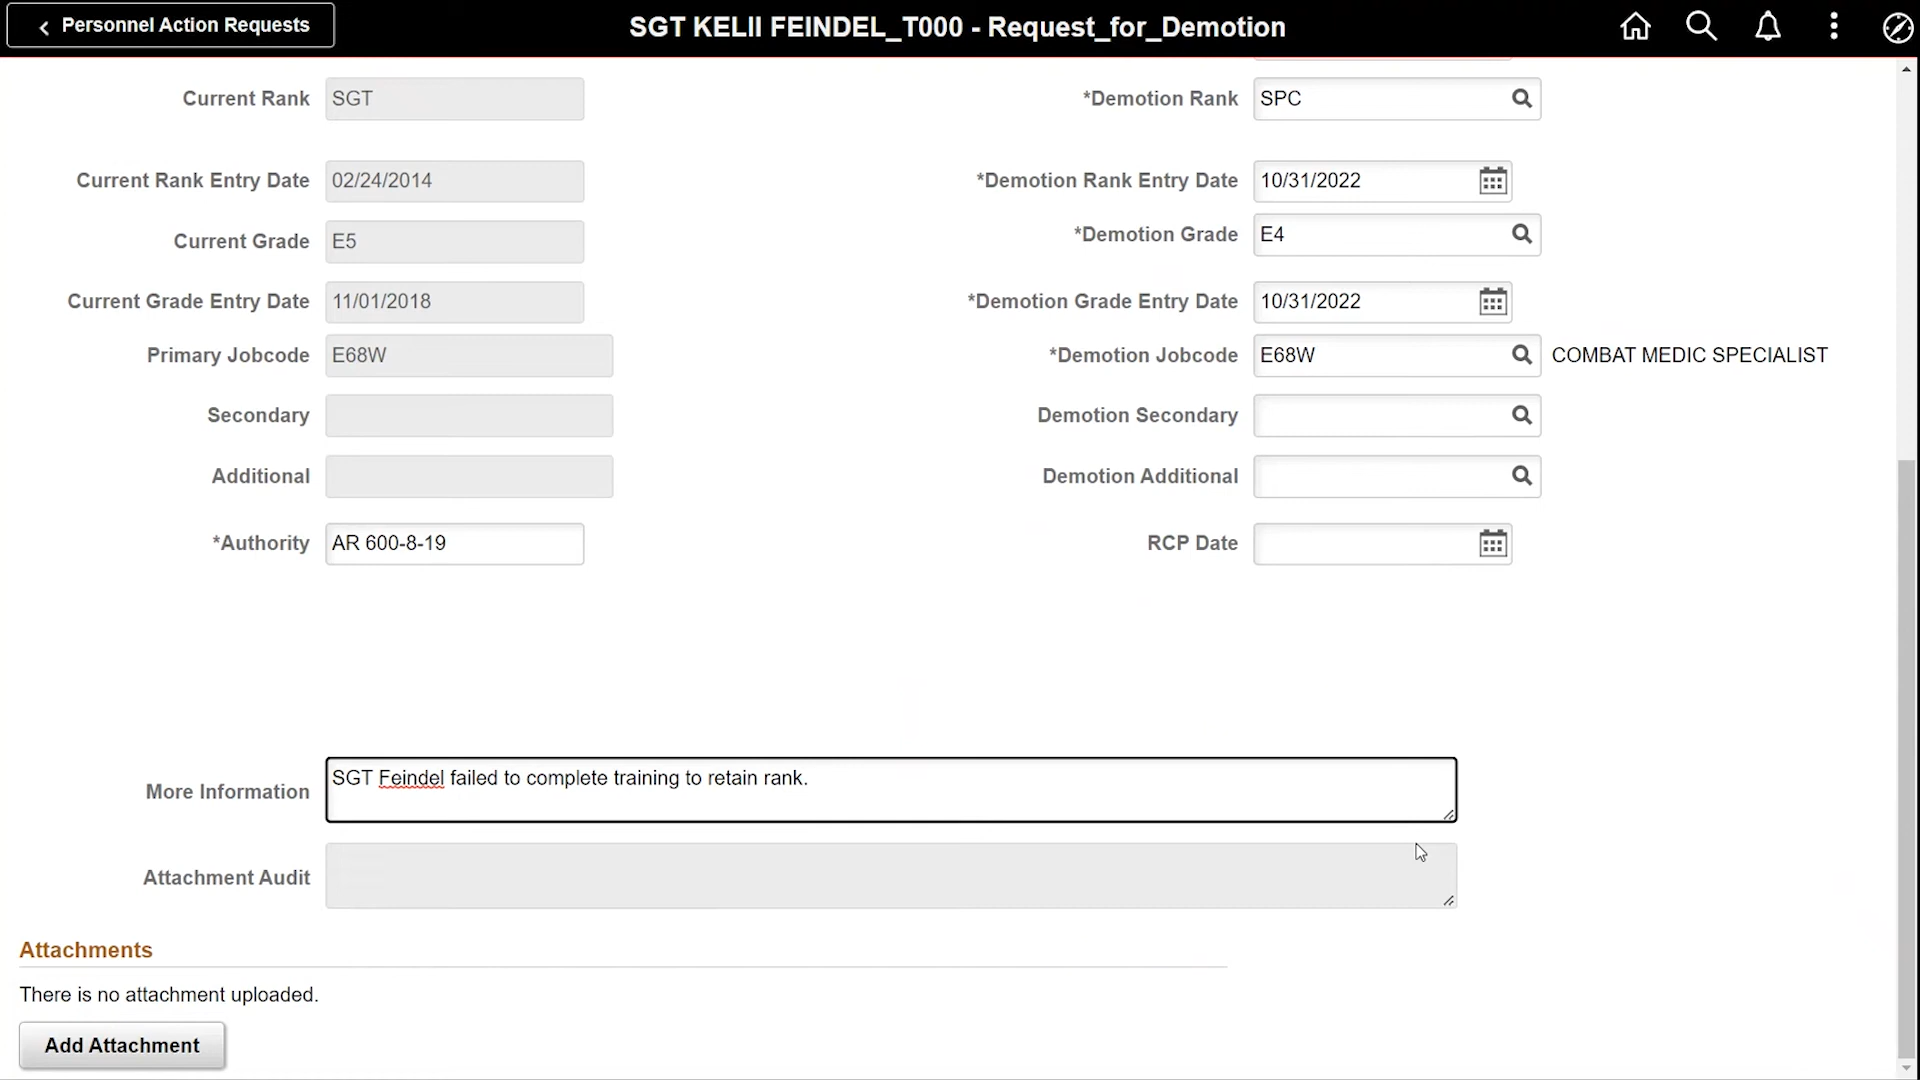 Personnel Action Requests
SGT KELII FEINDEL_T000 - Request_for_Demotion
Current Rank SGT
*Demotion Rank SPC
Current Rank Entry Date 02/24/2014
*Demotion Rank Entry Date 10/31/2022
Current Grade E5
*Demotion Grade E4
Current Grade Entry Date 11/01/2018
*Demotion Grade Entry Date 10/31/2022
Primary Jobcode E68W
*Demotion Jobcode E68W COMBAT MEDIC SPECIALIST
Secondary
Demotion Secondary
Additional
Demotion Additional
*Authority AR 600-8-19
RCP Date
More Information SGT Feindel failed to complete training to retain rank.
Attachment Audit
Attachments
There is no attachment uploaded.
Add Attachment